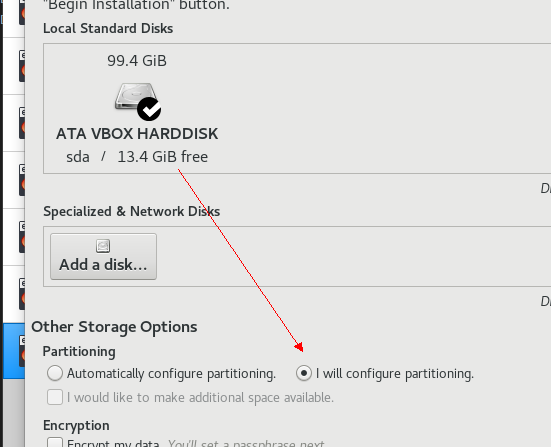 "Begin Installation" button.
Local Standard Disks
99.4 GiB
ATA VBOX HARDDISK
sda / 13.4 GiB free
Specialized & Network Disks
Add a disk...
Other Storage Options
Partitioning
Automatically configure partitioning. I will configure partitioning.
I would like to make additional space available.
Encryption
Encrypt my data. You'll set a passphrase next.